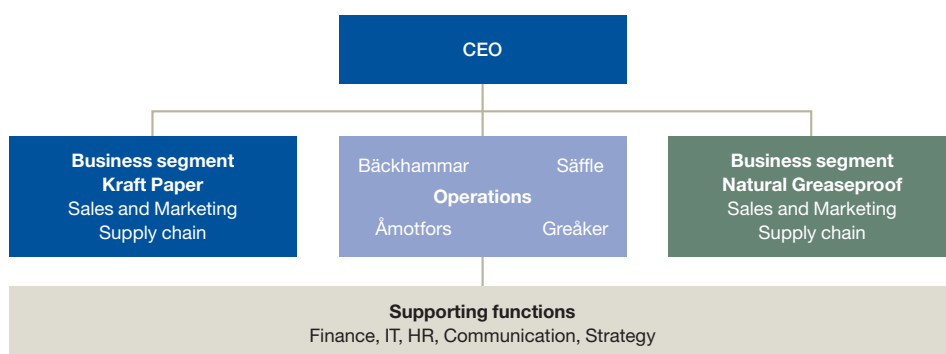 CEO
Business segment
Kraft Paper
Sales and Marketing
Supply chain
Bäckhammar Säffle
Operations
Åmotfors Greåker
Business segment
Natural Greaseproof
Sales and Marketing
Supply chain
Supporting functions
Finance, IT, HR, Communication, Strategy